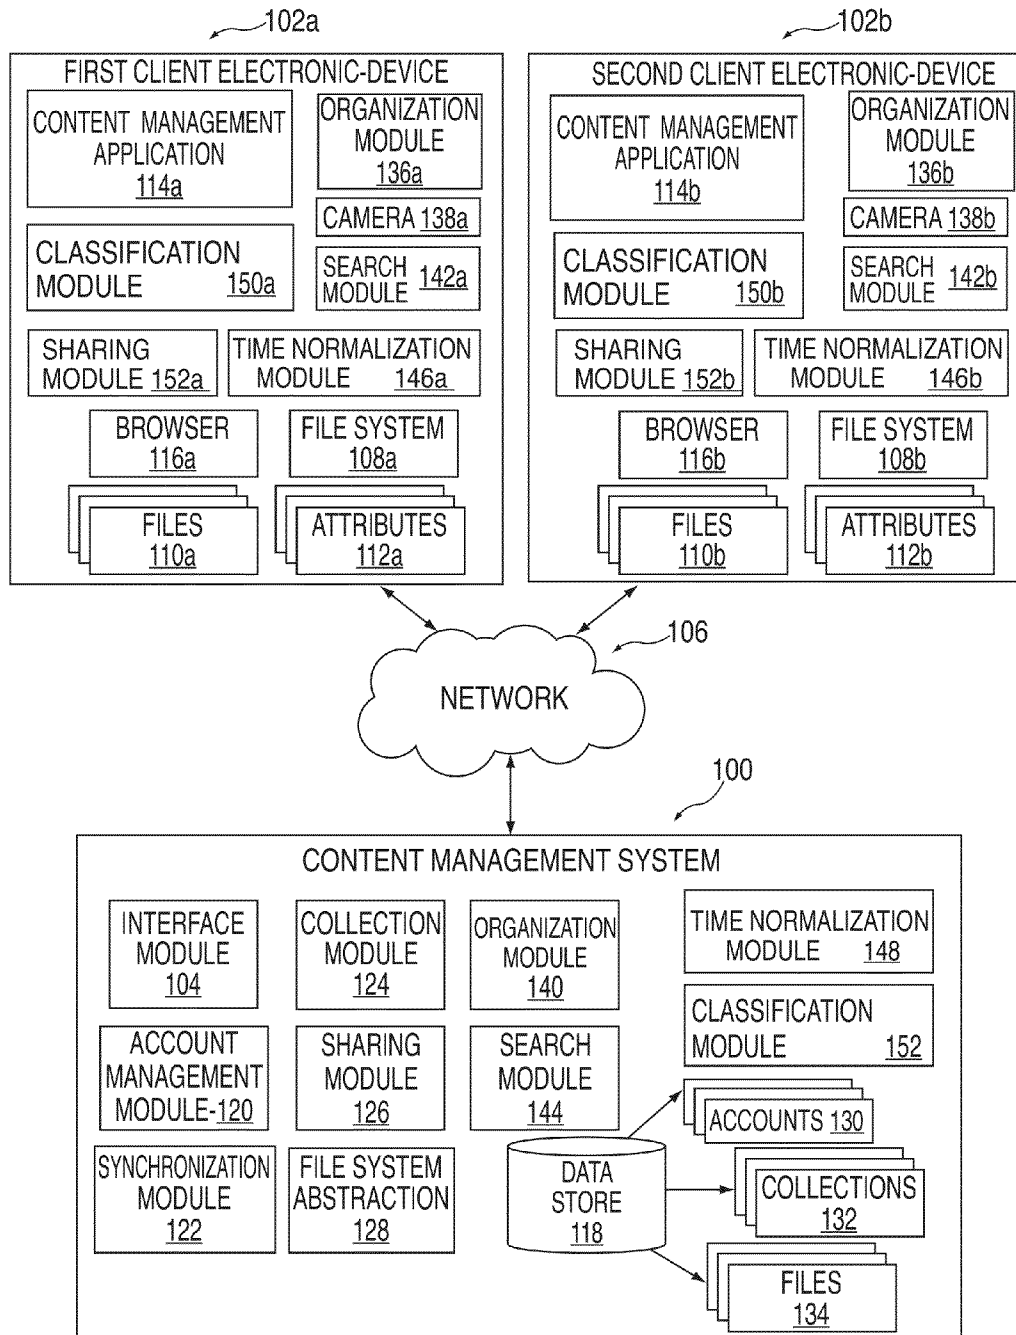 102a
102b
FIRST CLIENT ELECTRONIC-DEVICE
CONTENT MANAGEMENT
APPLICATION
114a
ORGANIZATION
MODULE
136a
CAMERA 138a
CLASSIFICATION
MODULE 150a
SEARCH
MODULE 142a
SHARING
MODULE 152a
TIME NORMALIZATION
MODULE 146a
BROWSER
116a
FILE SYSTEM
108a
FILES
110a
ATTRIBUTES
112a
SECOND CLIENT ELECTRONIC-DEVICE
CONTENT MANAGEMENT
APPLICATION
114b
ORGANIZATION
MODULE
136b
CAMERA 138b
CLASSIFICATION
MODULE 150b
SEARCH
MODULE 142b
SHARING
MODULE 152b
TIME NORMALIZATION
MODULE 146b
BROWSER
116b
FILE SYSTEM
108b
FILES
110b
ATTRIBUTES
112b
106
NETWORK
100
CONTENT MANAGEMENT SYSTEM
INTERFACE
MODULE
104
COLLECTION
MODULE
124
ORGANIZATION
MODULE
140
TIME NORMALIZATION
MODULE 148
ACCOUNT
MANAGEMENT
MODULE-120
SHARING
MODULE
126
SEARCH
MODULE
144
CLASSIFICATION
MODULE 152
SYNCHRONIZATION
MODULE
122
FILE SYSTEM
ABSTRACTION
128
DATA
STORE
118
ACCOUNTS 130
COLLECTIONS
132
FILES
134